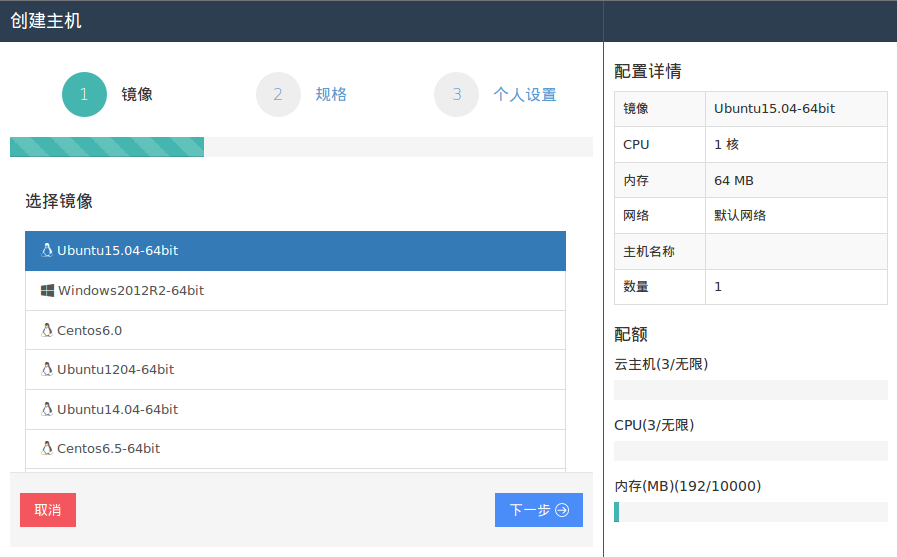 创建主机
1 镜像 2 规格 3 个人设置
选择镜像
Ubuntu15.04-64bit
Windows2012R2-64bit
Centos6.0
Ubuntu1204-64bit
Ubuntu14.04-64bit
Centos6.5-64bit
取消 下一步
配置详情
镜像 Ubuntu15.04-64bit
CPU 1 核
内存 64 MB
网络 默认网络
主机名称
数量 1
配额
云主机(3/无限)
CPU(3/无限)
内存(MB)(192/10000)